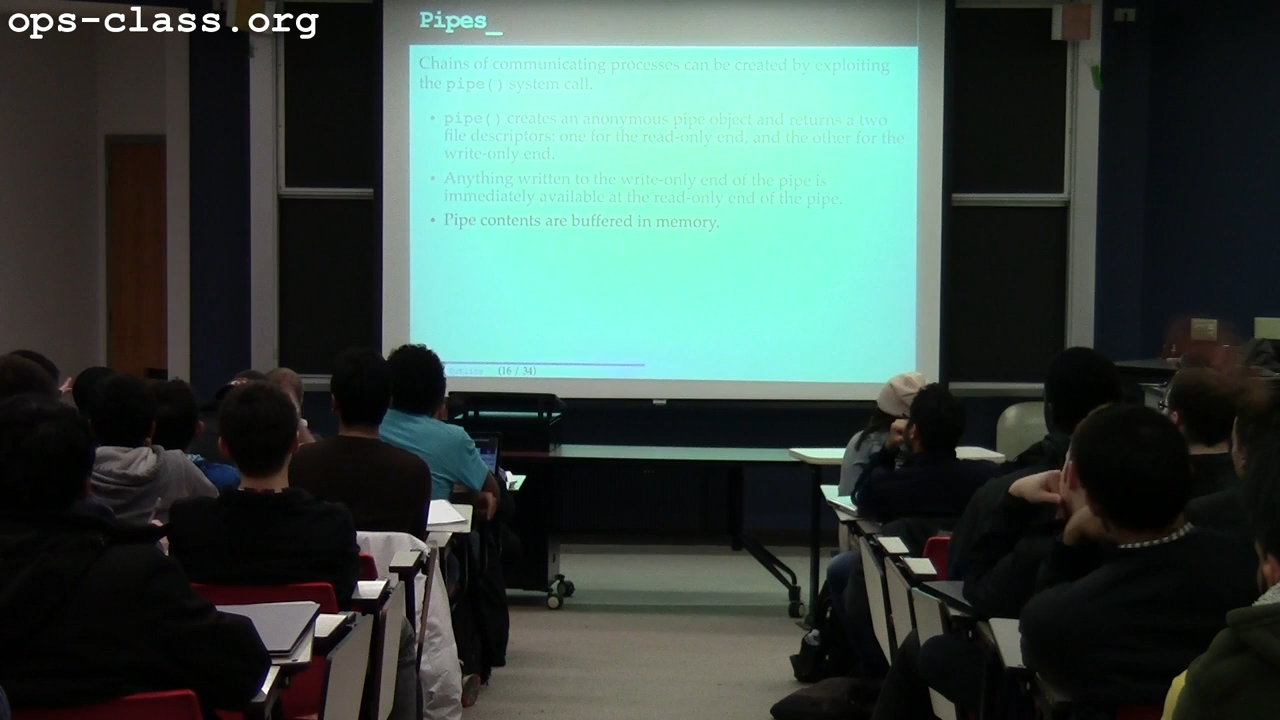 ops-class.org
Pipes_
Chains of communicating processes can be created by exploiting
the pipe() system call.
• pipe() creates an anonymous pipe object and returns a two
file descriptors: one for the read-only end, and the other for the
write-only end.
• Anything written to the write-only end of the pipe is
immediately available at the read-only end of the pipe.
• Pipe contents are buffered in memory.
Outline (16 / 34)